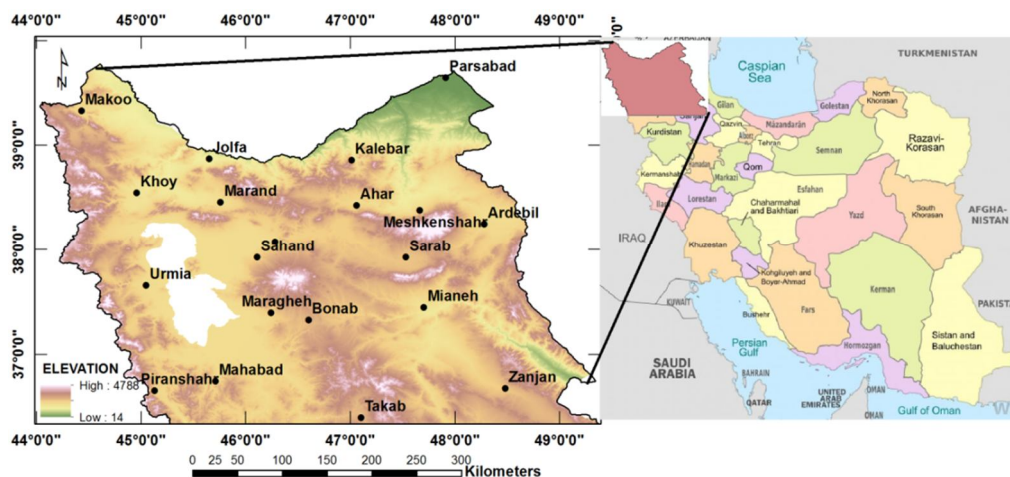 44°0'0" 45°0'0" 46°0'0" 47°0'0" 48°0'0" 49°0'0"
N
39°0'0"
38°0'0"
37°0'0"
Parsabad
Makoo
Jolfa
Kalebar
Khoy
Marand
Ahar
Meshkenshahr
Ardebil
Sahand
Sarab
Urmia
Maragheh
Bonab
Mianeh
Mahabad
Piranshahr
Zanjan
Takab
ELEVATION
High : 4788
Low : 14
44°0'0" 45°0'0" 46°0'0" 47°0'0" 48°0'0" 49°0'0"
0 25 50 100 150 200 250 300
Kilometers
TURKMENISTAN
Caspian
Sea
Gilan
Golestan
North
Khorasan
Mazandarān
Qazvin
Tehran
Kurdistan
Semnan
Razavi-
Korasan
Qom
Markazi
Kermanshah
Hamadan
Lorestan
Esfahan
Chaharmahal
and Bakhtiari
Yazd
South
Khorasan
AFGHA-
NISTAN
IRAQ
Khuzestan
Kohgiluyeh and
Boyer-Ahmad
Kerman
KUWAIT
Fars
Bushehr
PAKIST
Sistan and
Baluchestan
Persian
Gulf
Hormozgan
SAUDI
ARABIA
BAHRAIN
QATAR
UNITED
ARAB
EMIRATES
OMAN
OMAN
Gulf of Oman